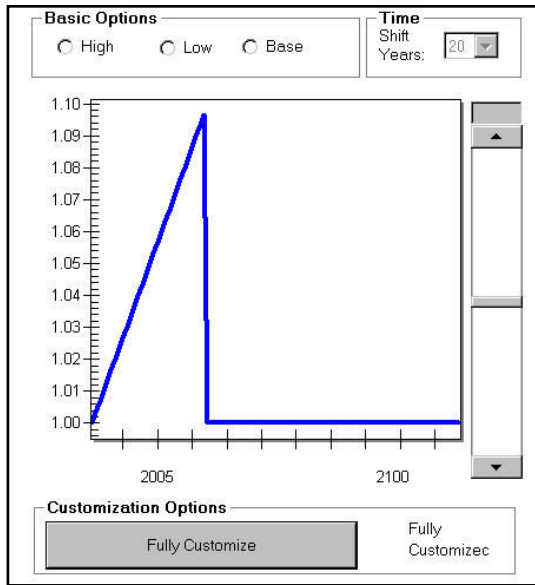 Basic Options
High
Low
Base
Time
Shift
Years:
20
1.10
1.09
1.08
1.07
1.06
1.05
1.04
1.03
1.02
1.01
1.00
2005
2100
Customization Options
Fully Customize
Fully
Customizec